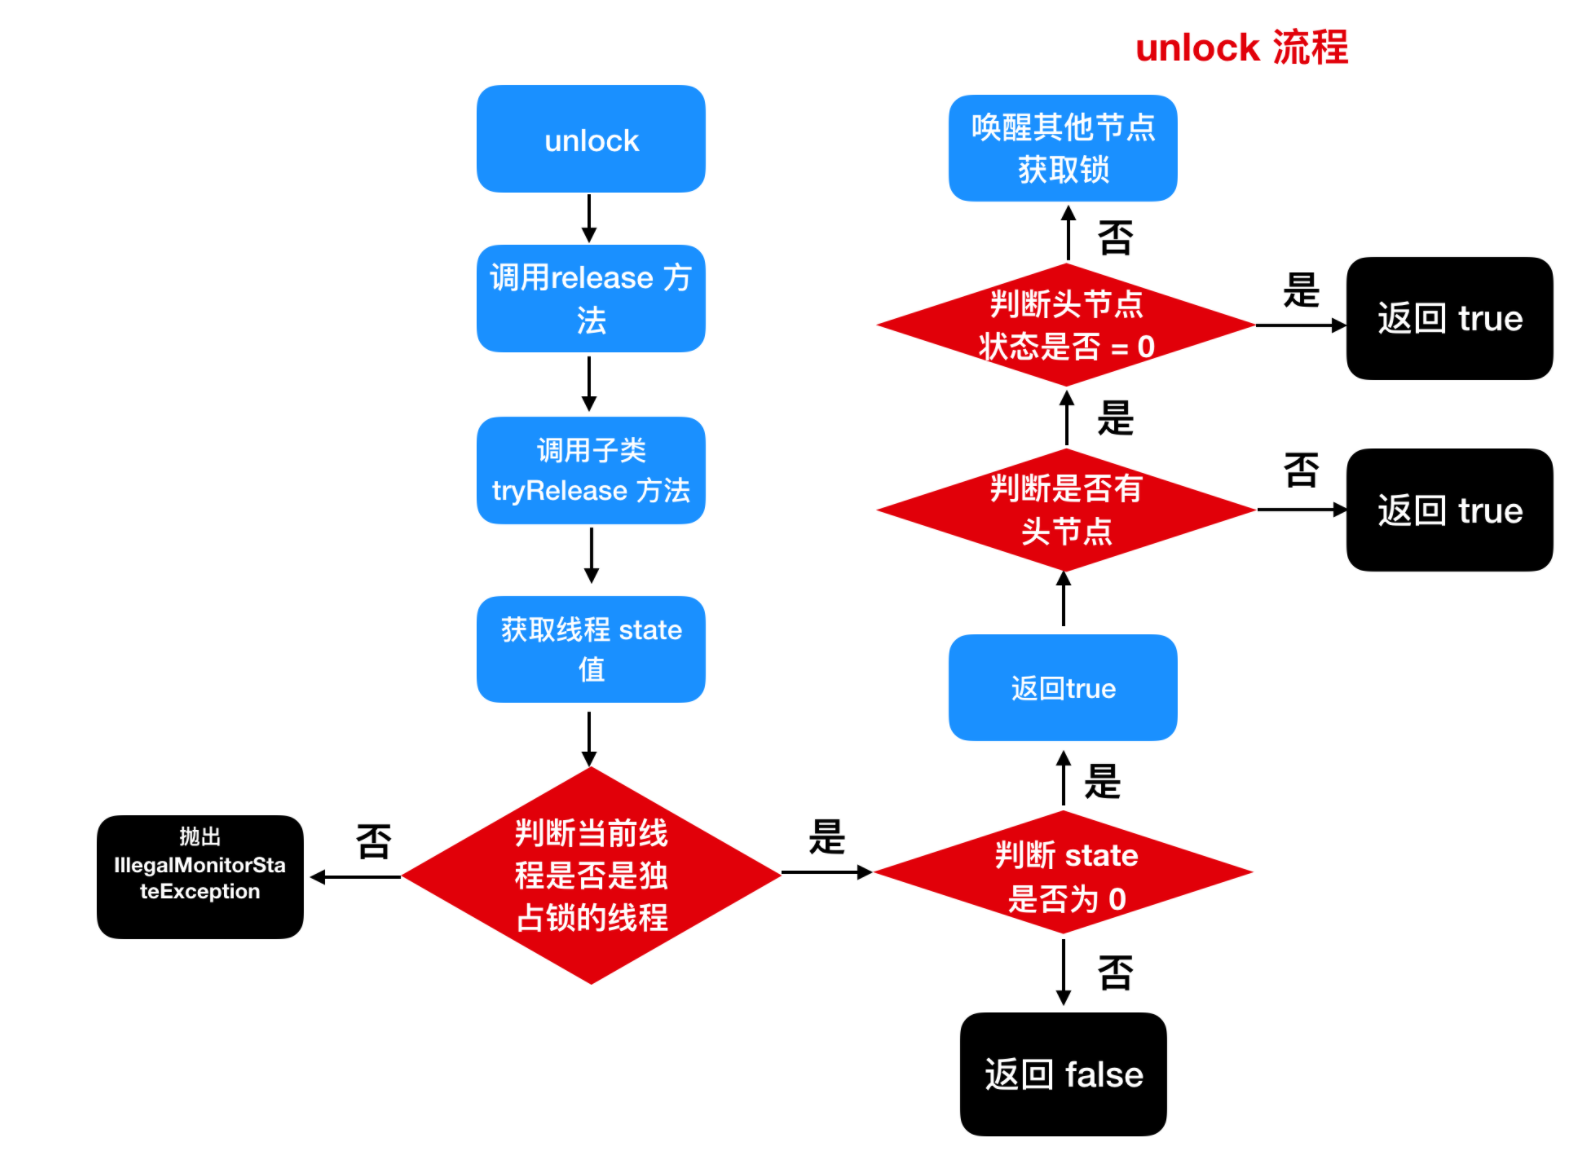 unlock 流程
unlock
调用release 方
法
调用子类
tryRelease 方法
获取线程 state
值
判断当前线
程是否是独
占锁的线程
否
抛出
IllegalMonitorSta
teException
是
判断 state
是否为 0
否
返回 false
是
返回true
判断是否有
头节点
否
返回 true
是
判断头节点
状态是否 = 0
是
返回 true
否
唤醒其他节点
获取锁